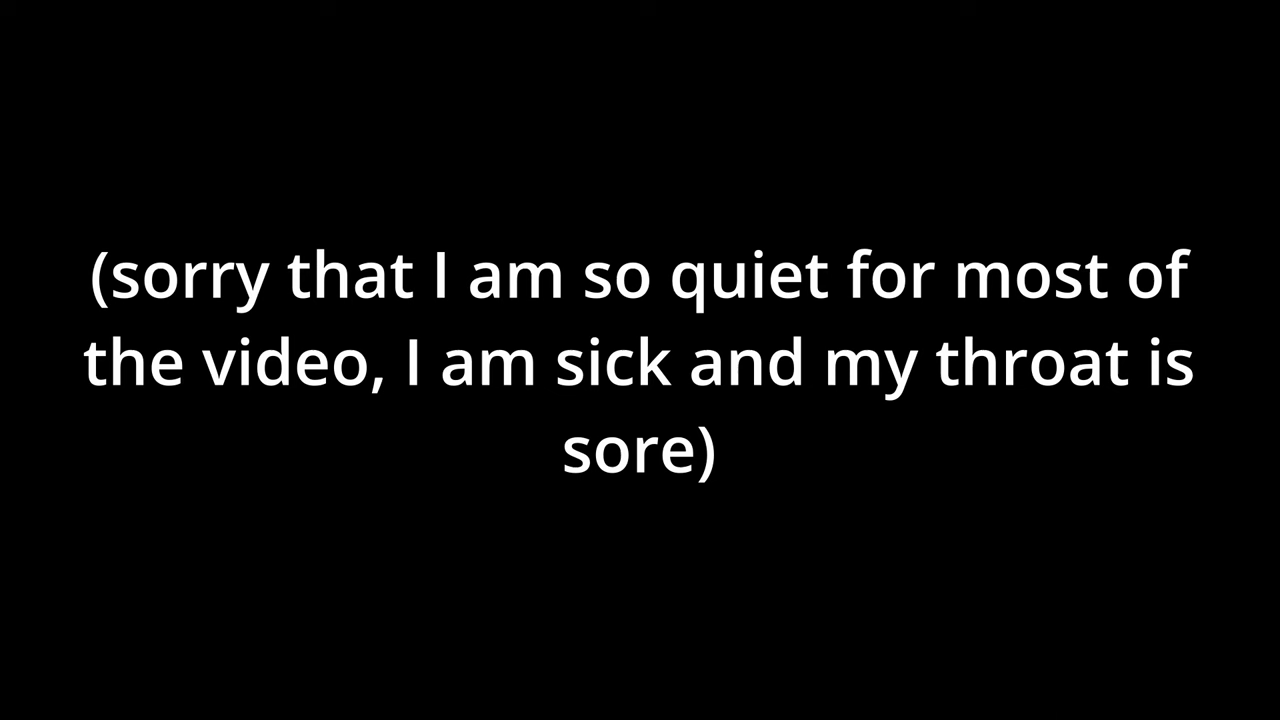 (sorry that I am so quiet for most of
the video, I am sick and my throat is
sore)